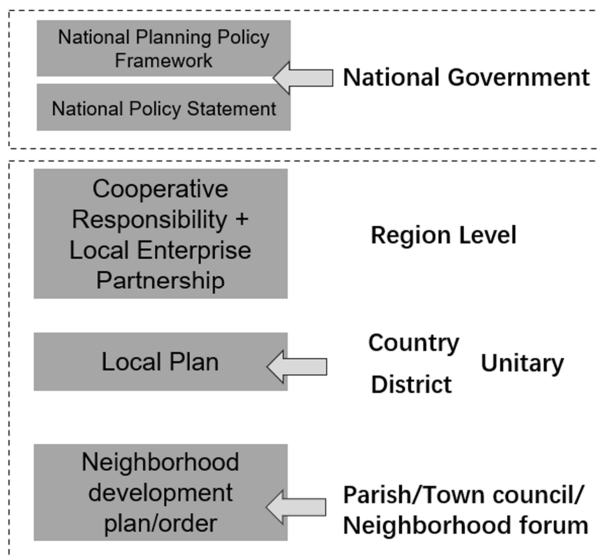 National Planning Policy
Framework
National Government
National Policy Statement
Cooperative
Responsibility +
Local Enterprise
Partnership
Region Level
Local Plan
Country
District
Unitary
Neighborhood
development
plan/order
Parish/Town council/
Neighborhood forum